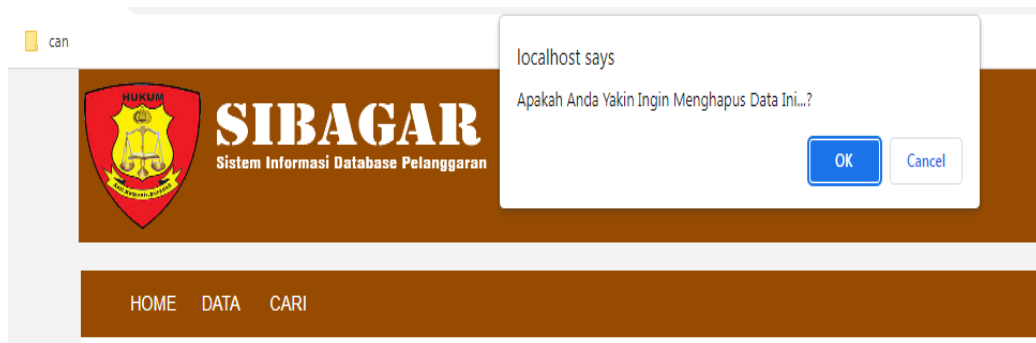 can
localhost says
Apakah Anda Yakin Ingin Menghapus Data Ini...?
OK Cancel
HUKUM
SIBAGAR
Sistem Informasi Database Pelanggaran
HOME DATA CARI